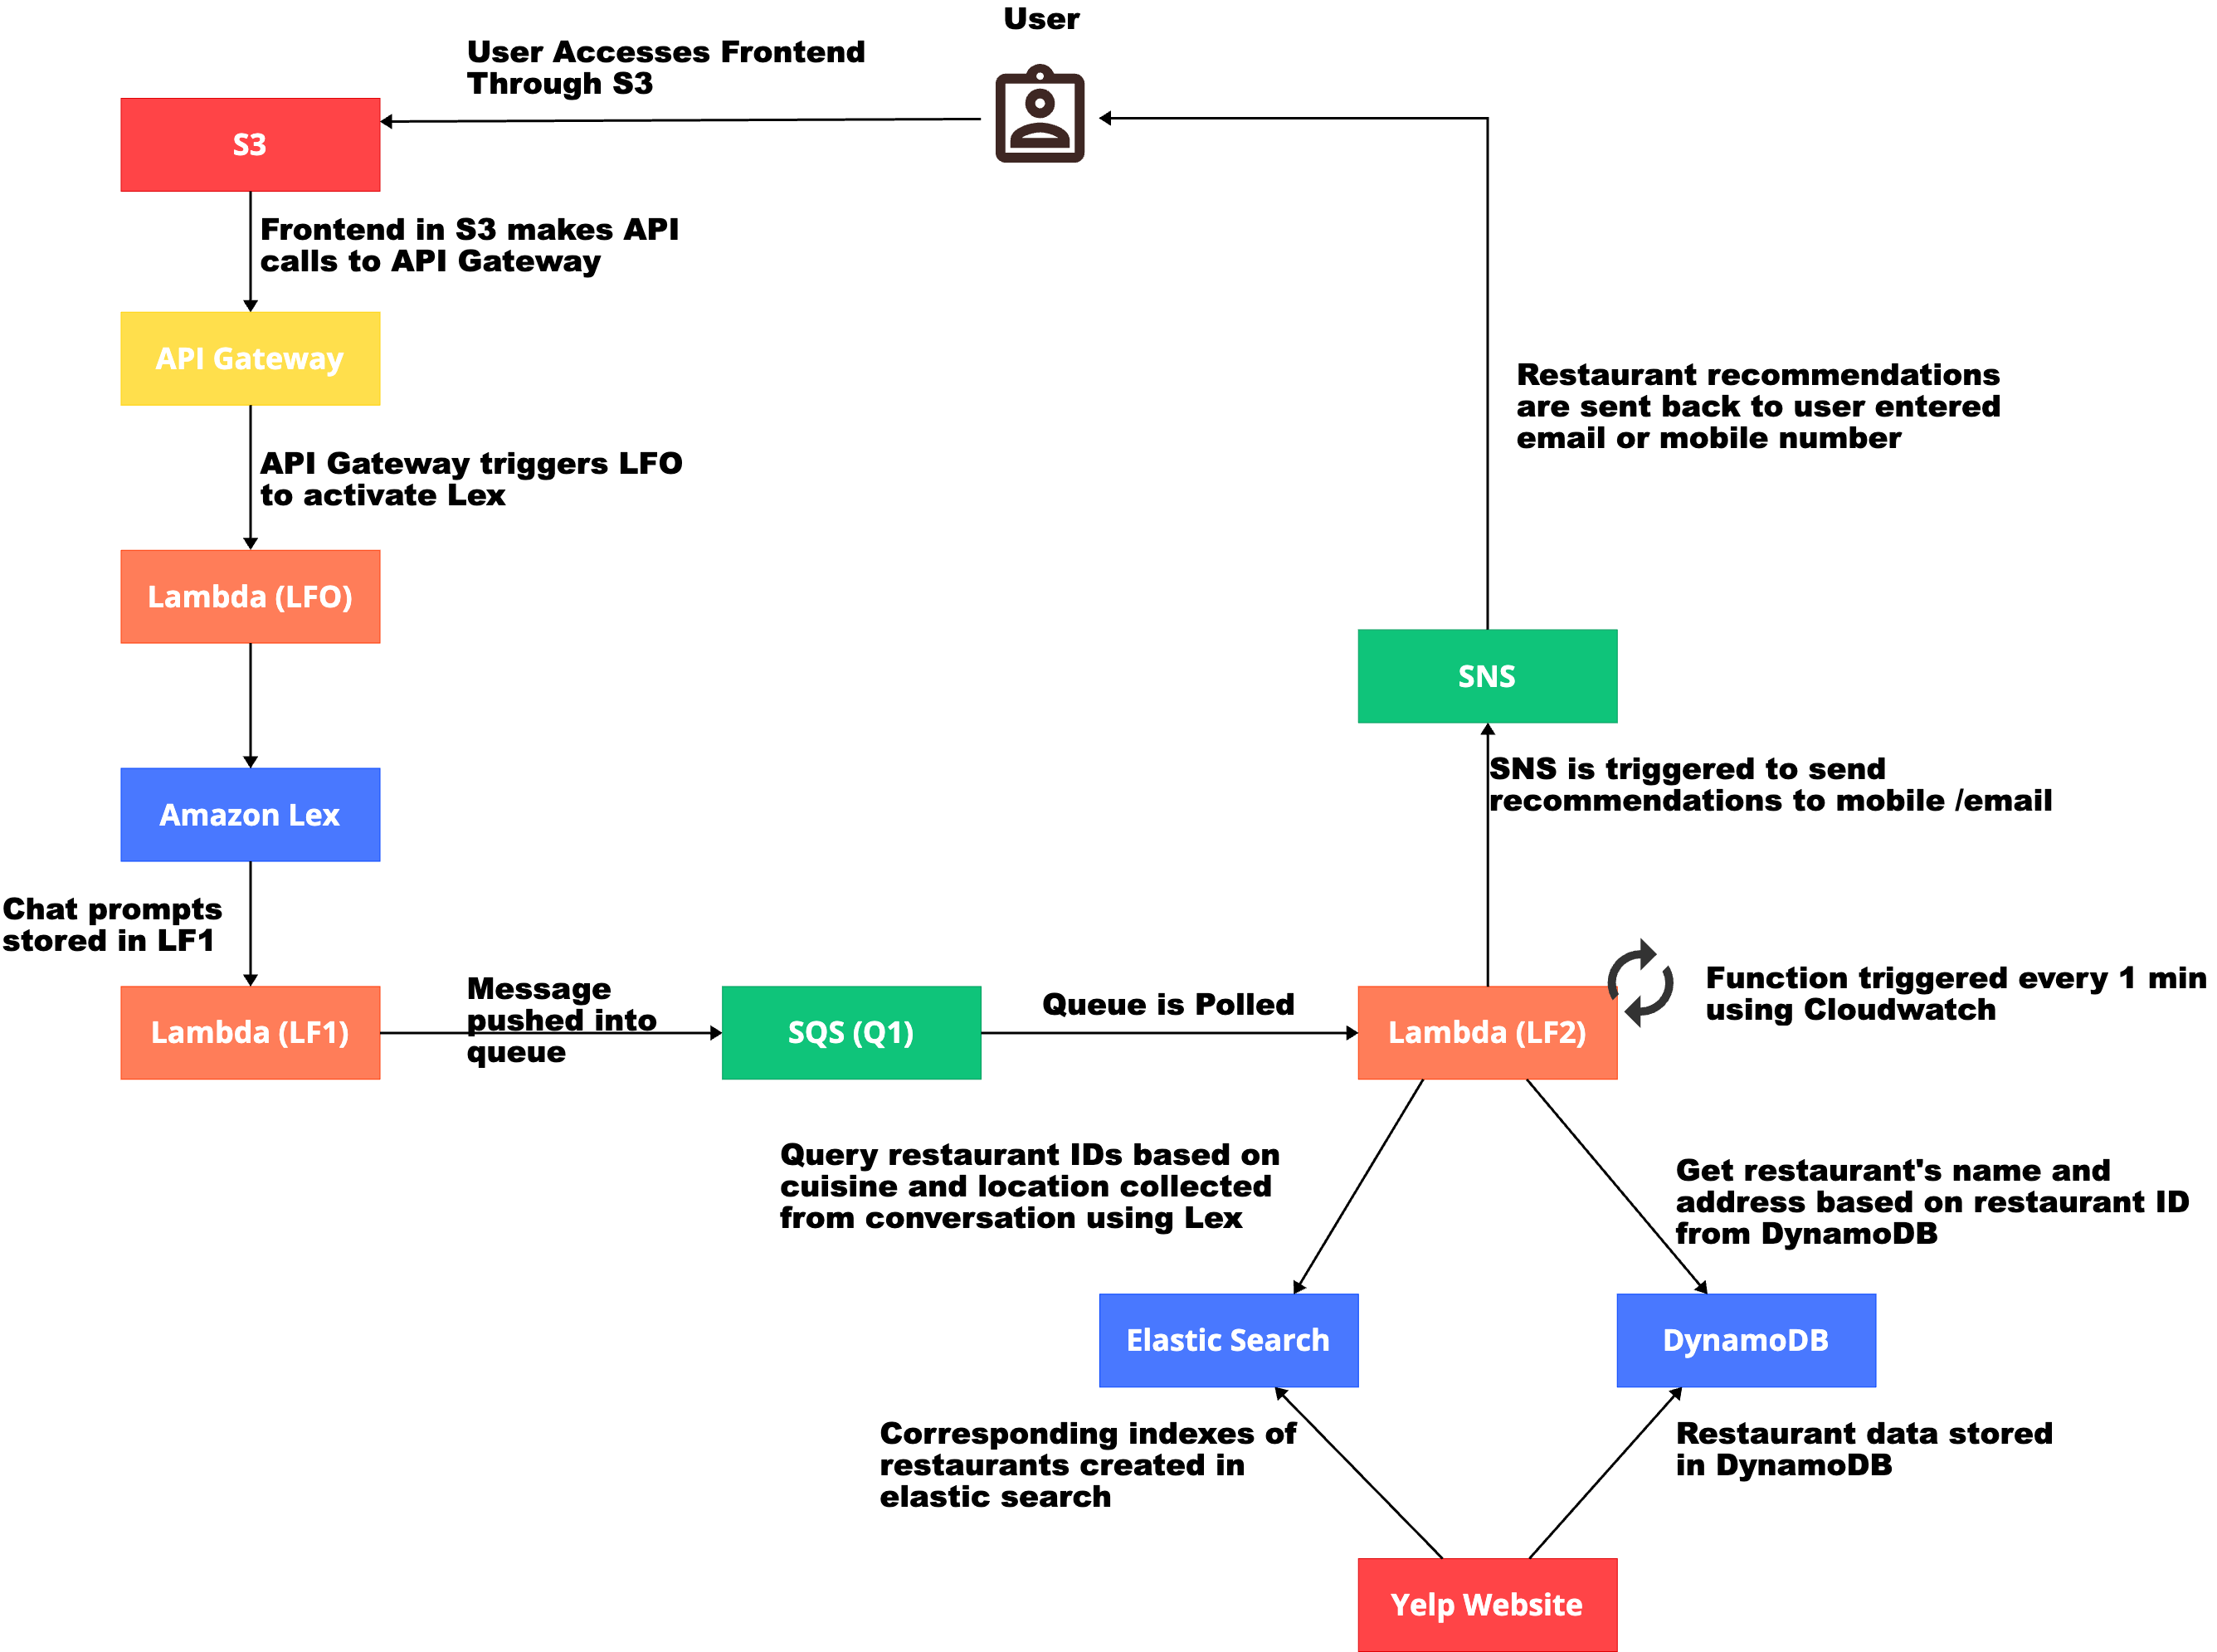 User
User Accesses Frontend
Through S3
S3
Frontend in S3 makes API
calls to API Gateway
API Gateway
Restaurant recommendations
are sent back to user entered
email or mobile number
API Gateway triggers LFO
to activate Lex
Lambda (LFO)
SNS
SNS is triggered to send
recommendations to mobile /email
Amazon Lex
Chat prompts
stored in LF1
Lambda (LF1)
Message
pushed into
queue
SQS (Q1)
Queue is Polled
Lambda (LF2)
Function triggered every 1 min
using Cloudwatch
Query restaurant IDs based on
cuisine and location collected
from conversation using Lex
Get restaurant's name and
address based on restaurant ID
from DynamoDB
Elastic Search
DynamoDB
Corresponding indexes of
restaurants created in
elastic search
Restaurant data stored
in DynamoDB
Yelp Website